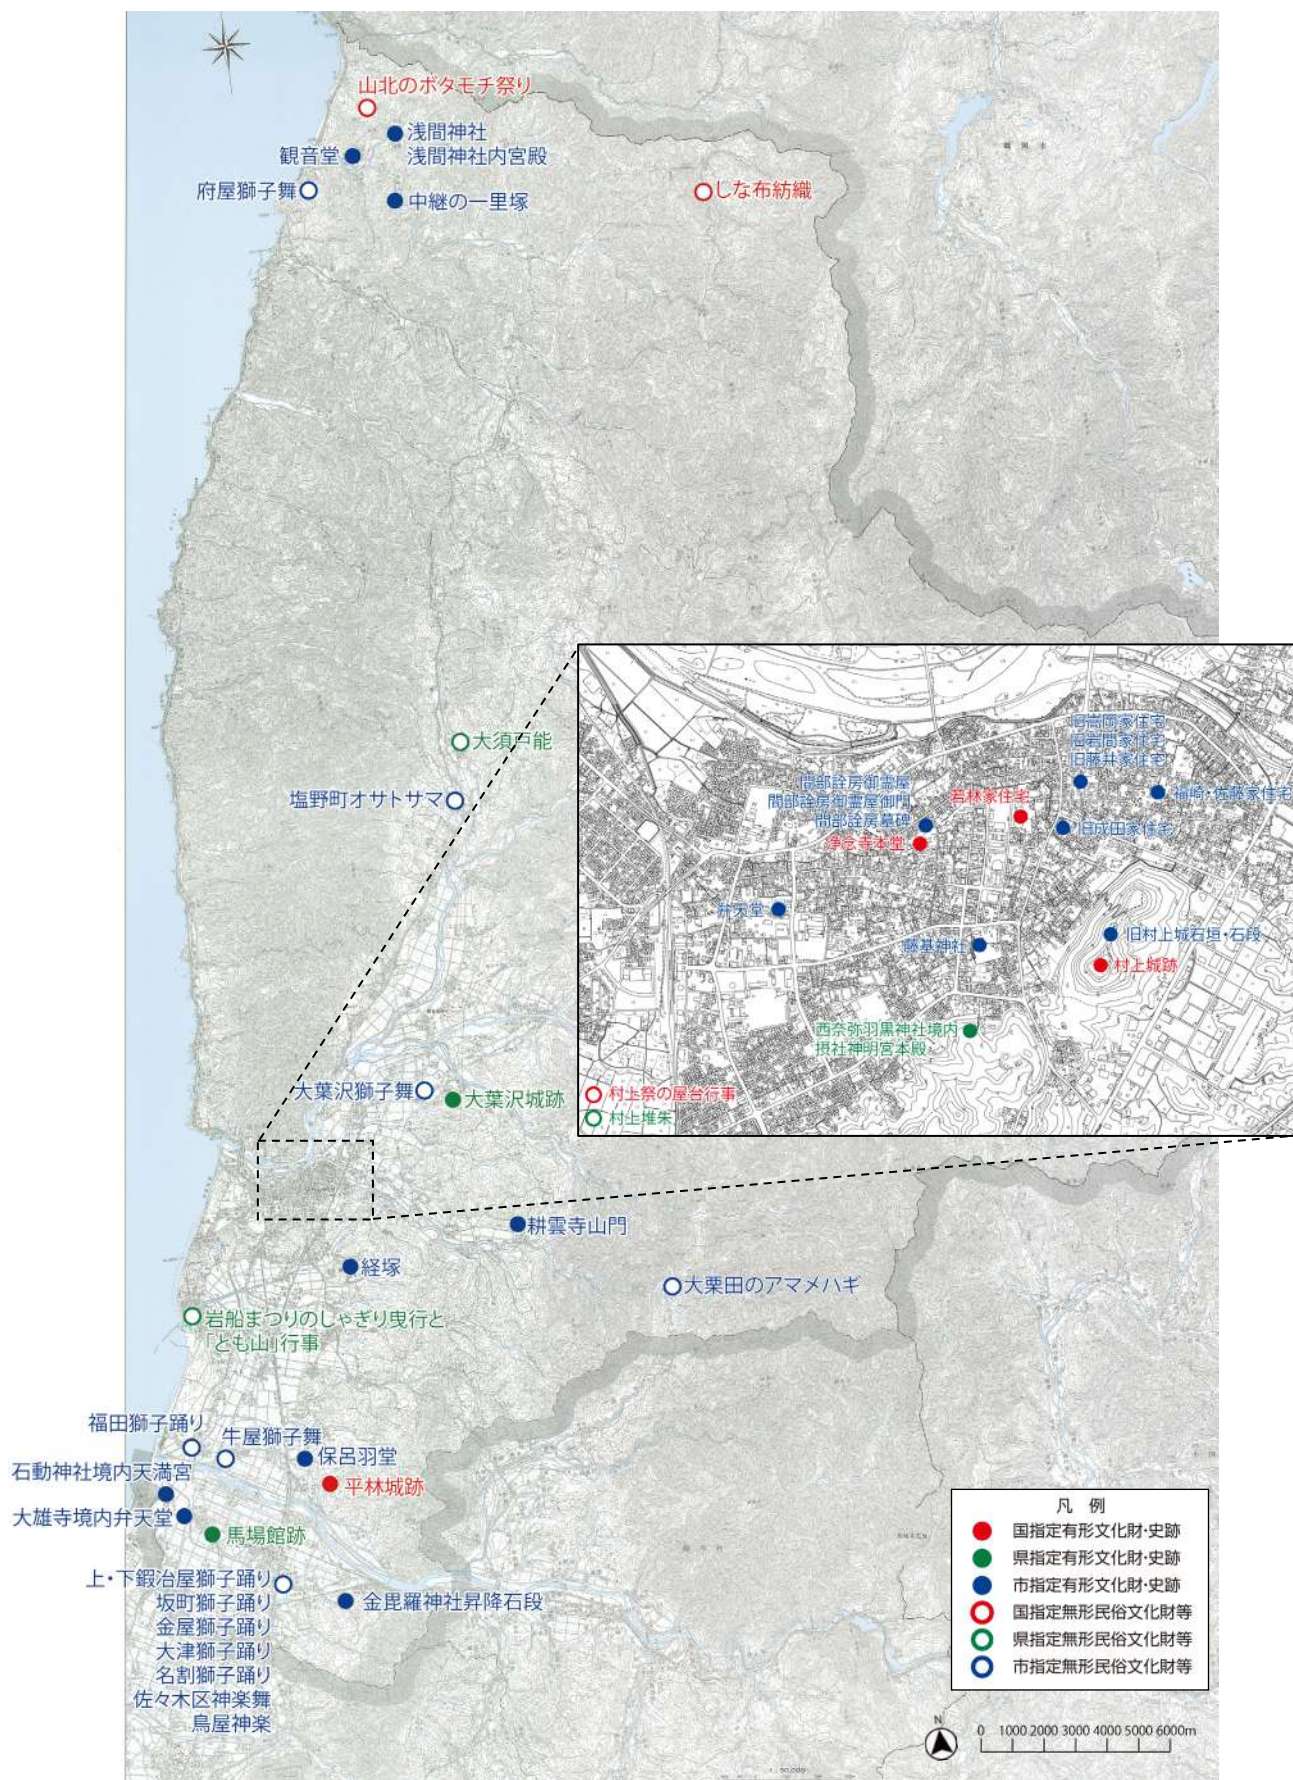 山北のボタモチ祭り
浅間神社
浅間神社内宮殿
観音堂
府屋獅子舞
中継の一里塚
しな布紡織
大須戸能
塩野町オサトサマ
旧嵩岡家住宅
旧岩間家住宅
旧藤井家住宅
間部詮房御霊屋
間部詮房御霊屋御門
間部詮房墓碑
若林家住宅
福崎・佐藤家住宅
旧成田家住宅
浄念寺本堂
弁天堂
藤基神社
旧村上城石垣・石段
村上城跡
西奈弥羽黒神社境内
摂社神明宮本殿
村上祭の屋台行事
村上堆朱
大葉沢獅子舞
大葉沢城跡
耕雲寺山門
経塚
大栗田のアマメハギ
岩船まつりのしゃぎり曳行と
「とも山」行事
福田獅子踊り
牛屋獅子舞
保呂羽堂
石動神社境内天満宮
平林城跡
大雄寺境内弁天堂
馬場館跡
上・下鍜冶屋獅子踊り
坂町獅子踊り
金屋獅子踊り
大津獅子踊り
名割獅子踊り
佐々木区神楽舞
鳥屋神楽
金毘羅神社昇降石段
凡 例
国指定有形文化財・史跡
県指定有形文化財・史跡
市指定有形文化財・史跡
国指定無形民俗文化財等
県指定無形民俗文化財等
市指定無形民俗文化財等
N
0 1000 2000 3000 4000 5000 6000m